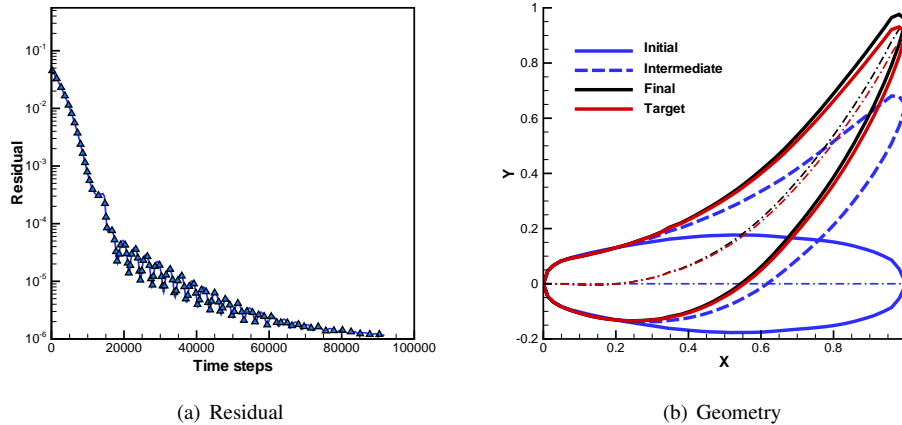 10^-1
10^-2
10^-3
10^-4
10^-5
10^-6
Residual
0 20000 40000 60000 80000 100000
Time steps
(a) Residual
1
0.8
0.6
0.4
0.2
0
-0.2
Y
Initial
Intermediate
Final
Target
0 0.2 0.4 0.6 0.8
X
(b) Geometry